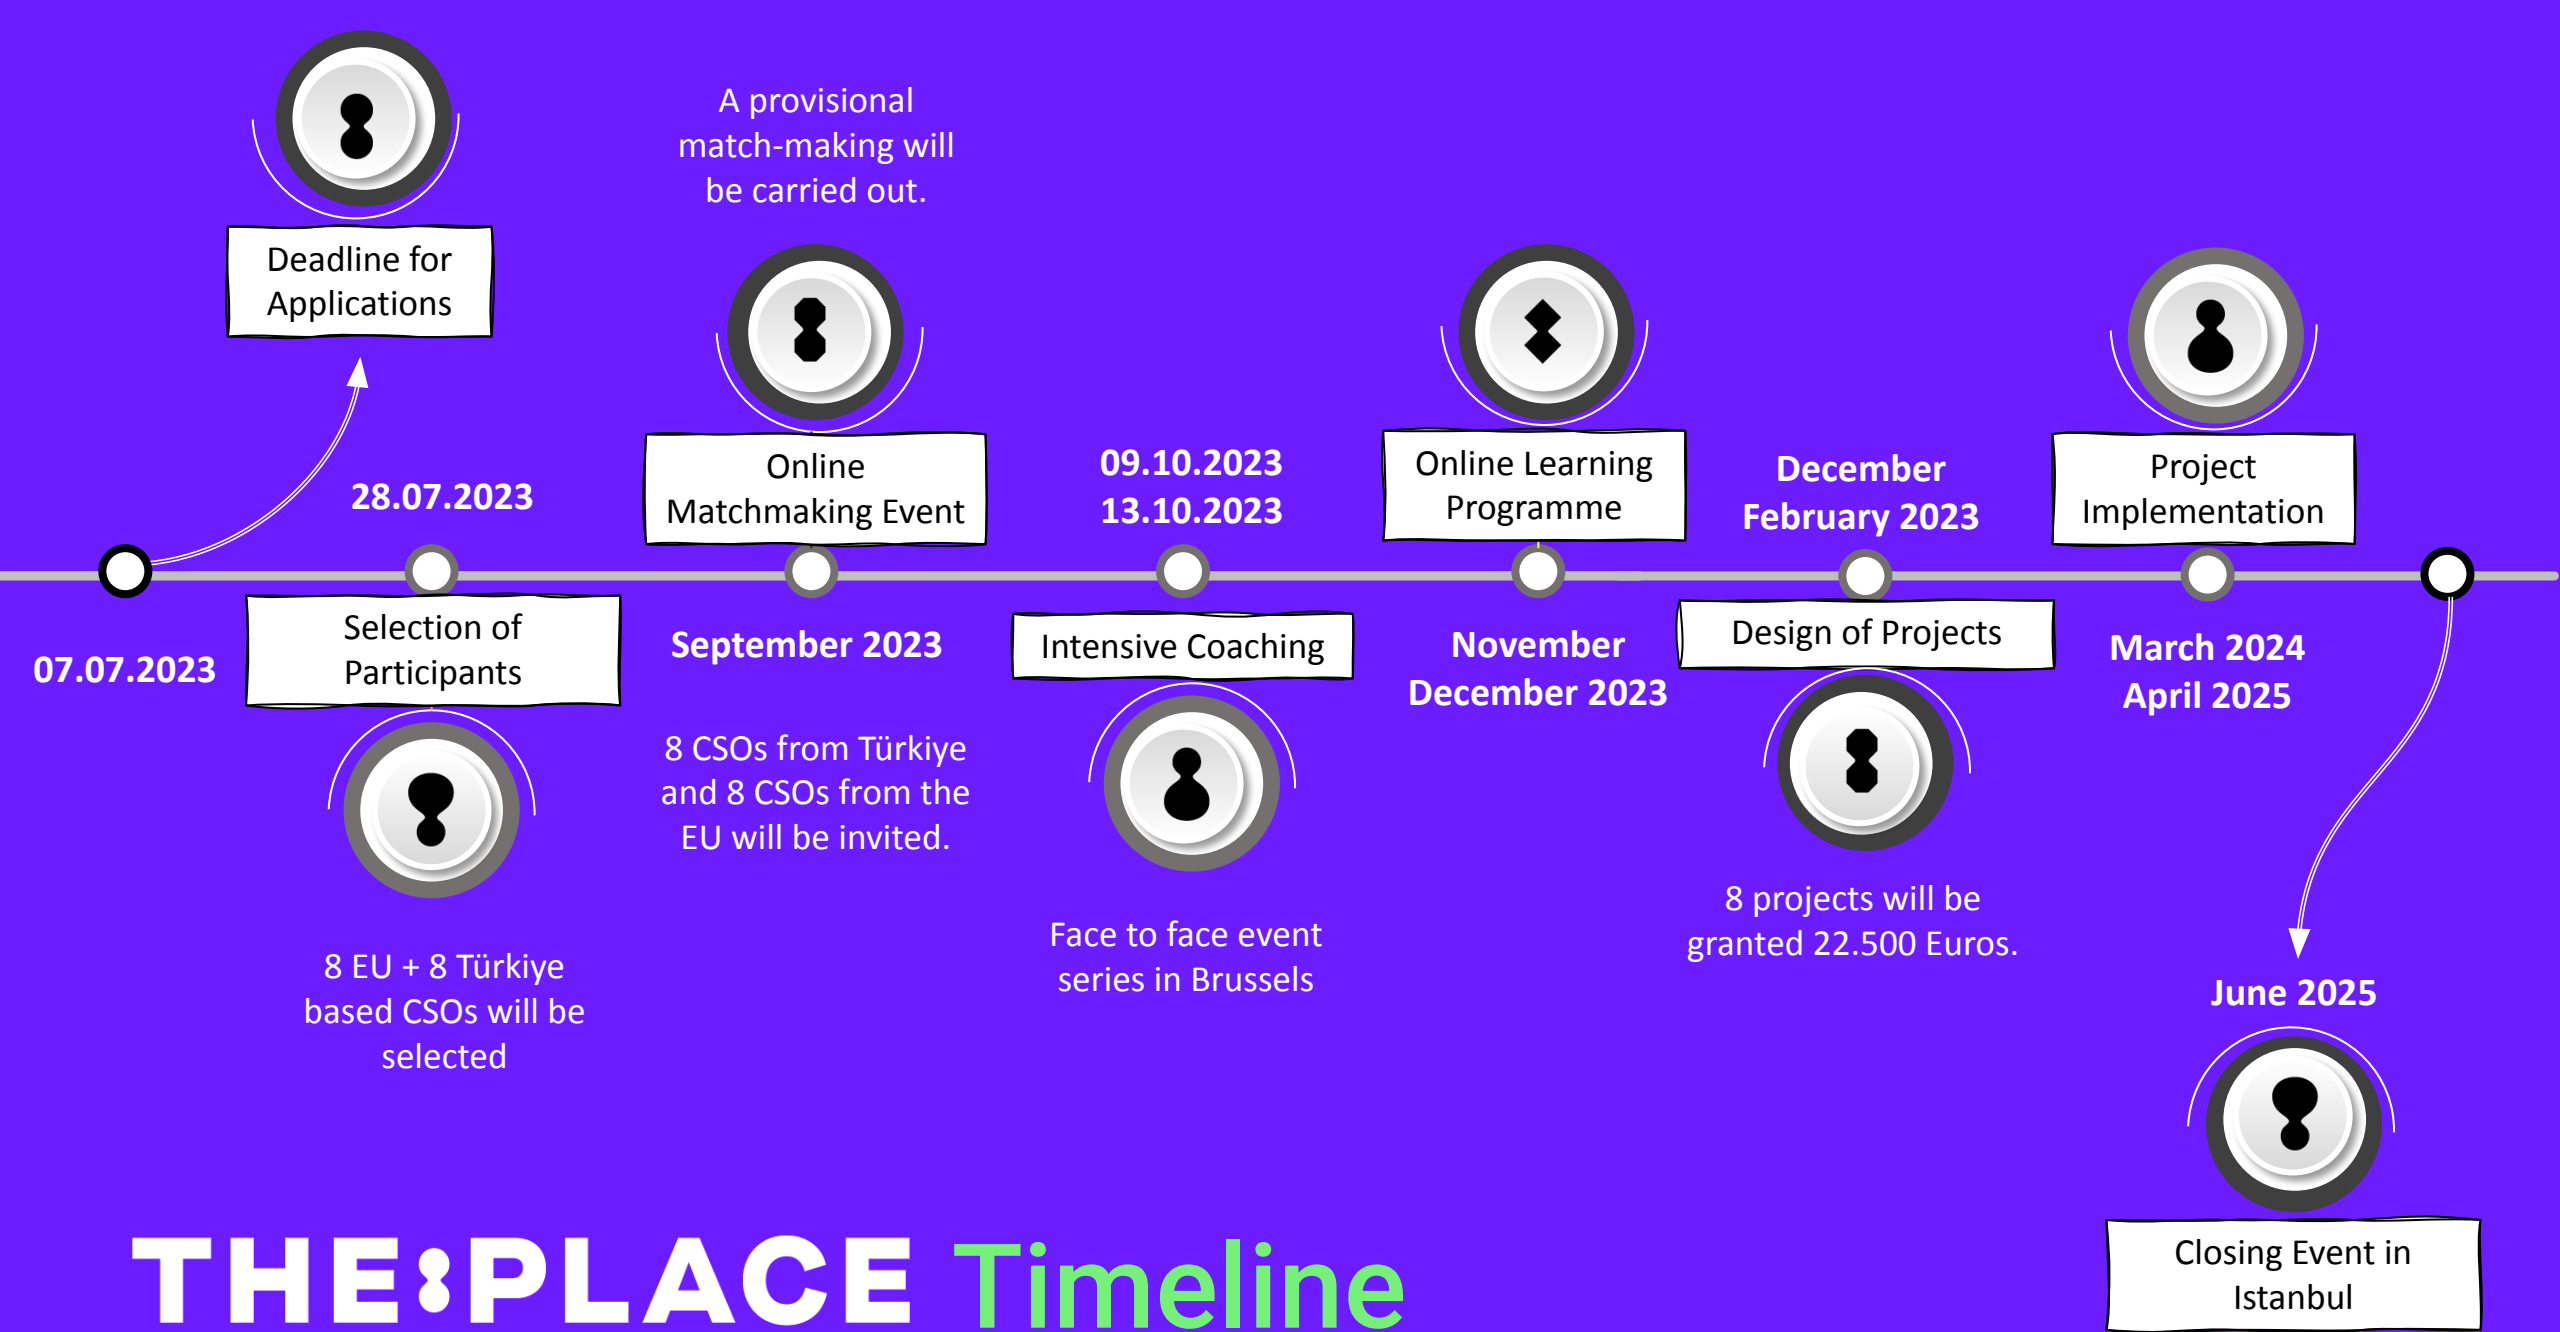 Deadline for
Applications
07.07.2023
28.07.2023
Selection of
Participants
8 EU + 8 Türkiye
based CSOs will be
selected
A provisional
match-making will
be carried out.
Online
Matchmaking Event
September 2023
8 CSOs from Türkiye
and 8 CSOs from the
EU will be invited.
09.10.2023
13.10.2023
Intensive Coaching
Face to face event
series in Brussels
Online Learning
Programme
November
December 2023
December
February 2023
Design of Projects
8 projects will be
granted 22.500 Euros.
Project
Implementation
March 2024
April 2025
June 2025
Closing Event in
Istanbul
THE:PLACE Timeline